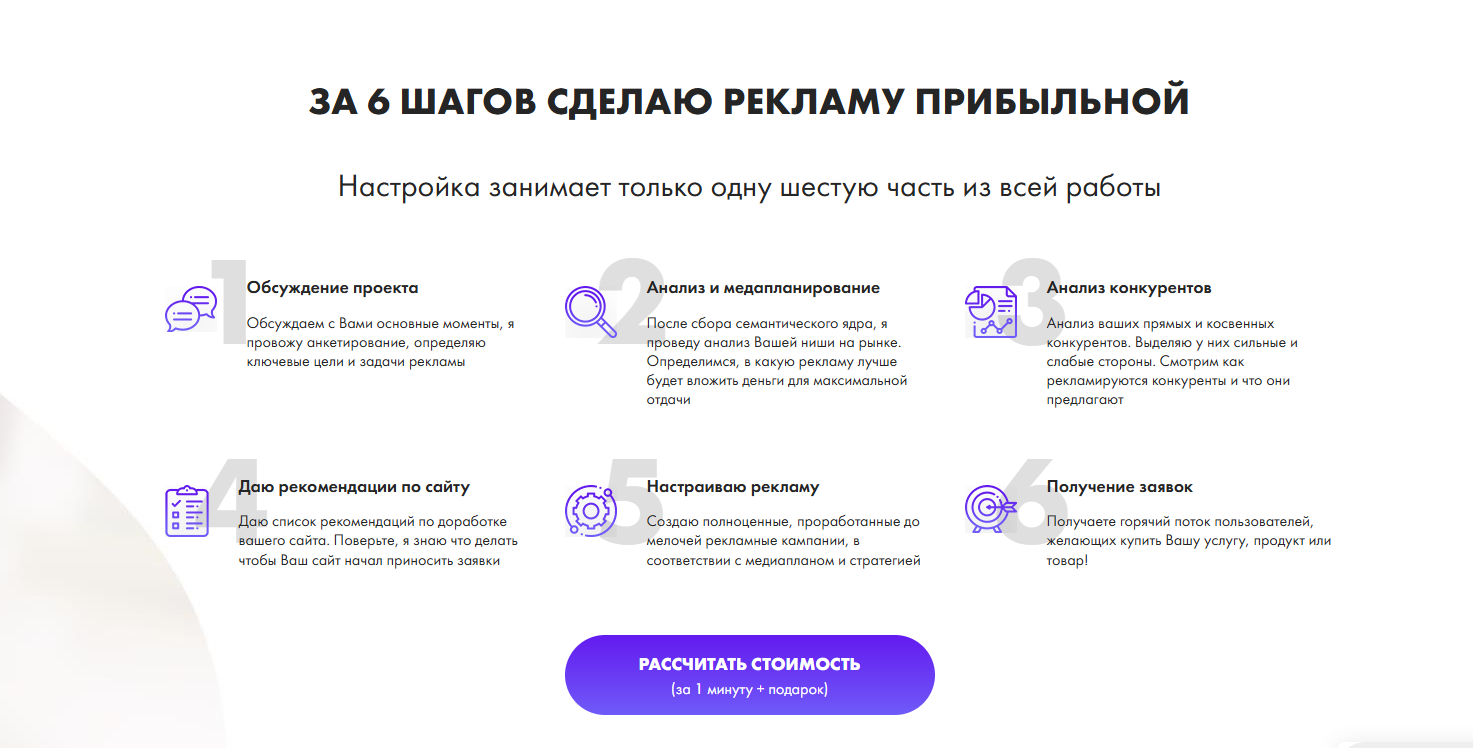 ЗА 6 ШАГОВ СДЕЛАЮ РЕКЛАМУ ПРИБЫЛЬНОЙ
Настройка занимает только одну шестую часть из всей работы
1
Обсуждение проекта
Обсуждаем с Вами основные моменты, я
провожу анкетирование, определяю
ключевые цели и задачи рекламы
2
Анализ и медапланирование
После сбора семантического ядра, я
проведу анализ Вашей ниши на рынке.
Определимся, в какую рекламу лучше
будет вложить деньги для максимальной
отдачи
3
Анализ конкурентов
Анализ ваших прямых и косвенных
конкурентов. Выделяю у них сильные и
слабые стороны. Смотрим как
рекламируются конкуренты и что они
предлагают
4
Даю рекомендации по сайту
Даю список рекомендаций по доработке
вашего сайта. Поверьте, я знаю что делать
чтобы Ваш сайт начал приносить заявки
5
Настраиваю рекламу
Создаю полноценные, проработанные до
мелочей рекламные кампании, в
соответствии с медиапланом и стратегией
6
Получение заявок
Получаете горячий поток пользователей,
желающих купить Вашу услугу, продукт или
товар!
РАССЧИТАТЬ СТОИМОСТЬ
(за 1 минуту + подарок)